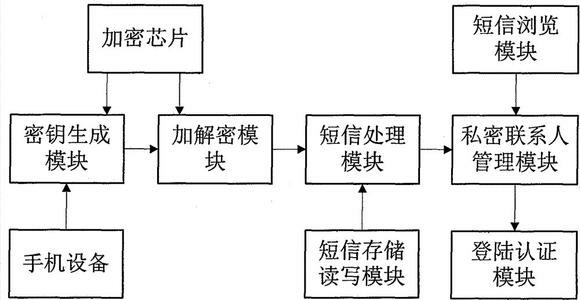 加密芯片
短信浏览
模块
密钥生成
模块
加解密模
块
短信处理
模块
私密联系人
管理模块
手机设备
短信存储
读写模块
登陆认证
模块